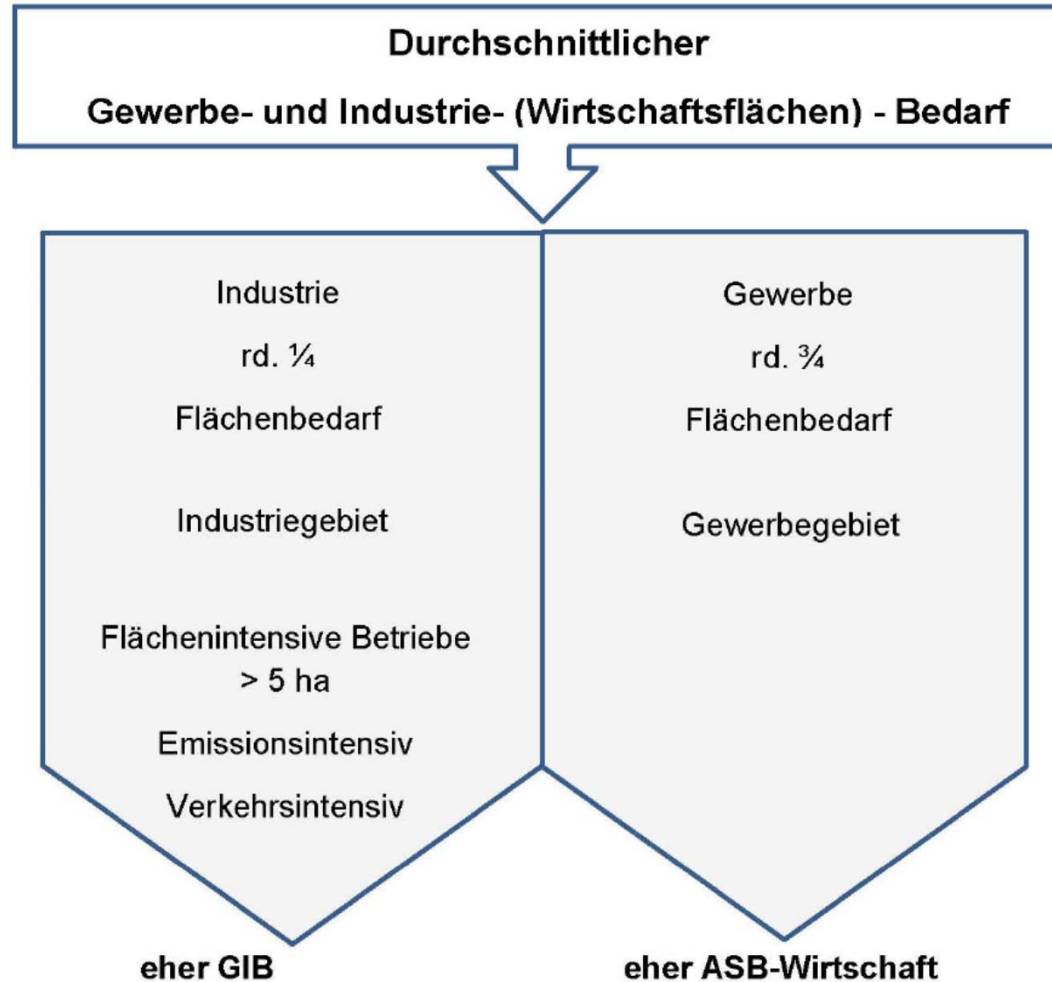 Durchschnittlicher
Gewerbe- und Industrie- (Wirtschaftsflächen) - Bedarf
Industrie
rd. ¼
Flächenbedarf
Industriegebiet
Flächenintensive Betriebe
> 5 ha
Emissionsintensiv
Verkehrsintensiv
eher GIB
Gewerbe
rd. ¾
Flächenbedarf
Gewerbegebiet
eher ASB-Wirtschaft